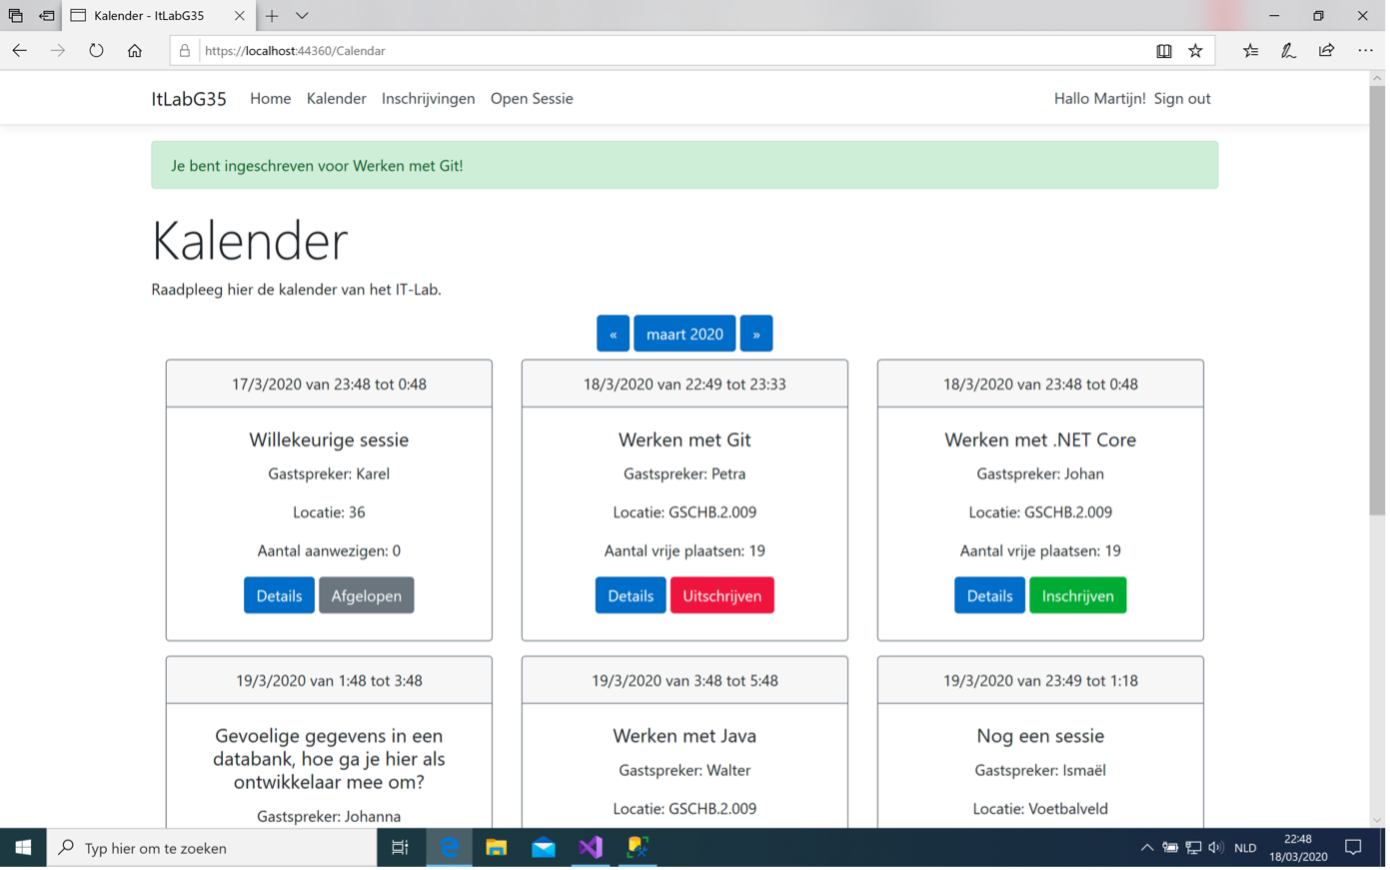 Kalender - ItLabG35
https://localhost:44360/Calendar
ItLabG35 Home Kalender Inschrijvingen Open Sessie Hallo Martijn! Sign out
Je bent ingeschreven voor Werken met Git!
Kalender
Raadpleeg hier de kalender van het IT-Lab.
« maart 2020 »
17/3/2020 van 23:48 tot 0:48
Willekeurige sessie
Gastspreker: Karel
Locatie: 36
Aantal aanwezigen: 0
Details Afgelopen
18/3/2020 van 22:49 tot 23:33
Werken met Git
Gastspreker: Petra
Locatie: GSCHB.2.009
Aantal vrije plaatsen: 19
Details Uitschrijven
18/3/2020 van 23:48 tot 0:48
Werken met .NET Core
Gastspreker: Johan
Locatie: GSCHB.2.009
Aantal vrije plaatsen: 19
Details Inschrijven
19/3/2020 van 1:48 tot 3:48
Gevoelige gegevens in een
databank, hoe ga je hier als
ontwikkelaar mee om?
Gastspreker: Johanna
19/3/2020 van 3:48 tot 5:48
Werken met Java
Gastspreker: Walter
Locatie: GSCHB.2.009
19/3/2020 van 23:49 tot 1:18
Nog een sessie
Gastspreker: Ismaël
Locatie: Voetbalveld
Typ hier om te zoeken
NLD
22:48
18/03/2020